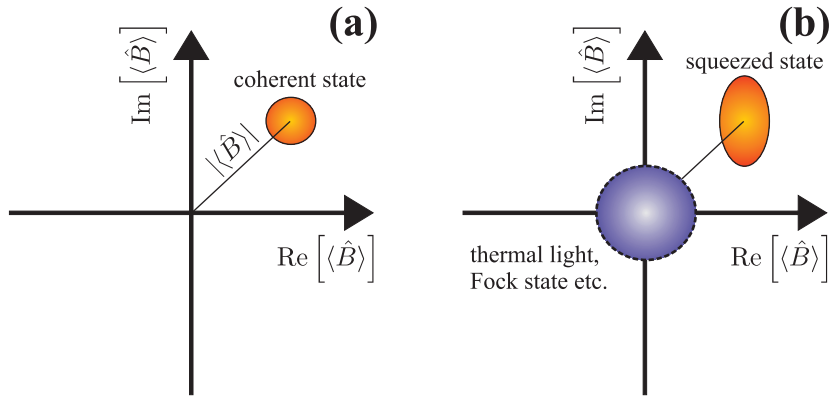 (a)
Im [⟨B̂⟩]
coherent state
|⟨B̂⟩|
Re [⟨B̂⟩]
(b)
Im [⟨B̂⟩]
squeezed state
thermal light,
Fock state etc.
Re [⟨B̂⟩]